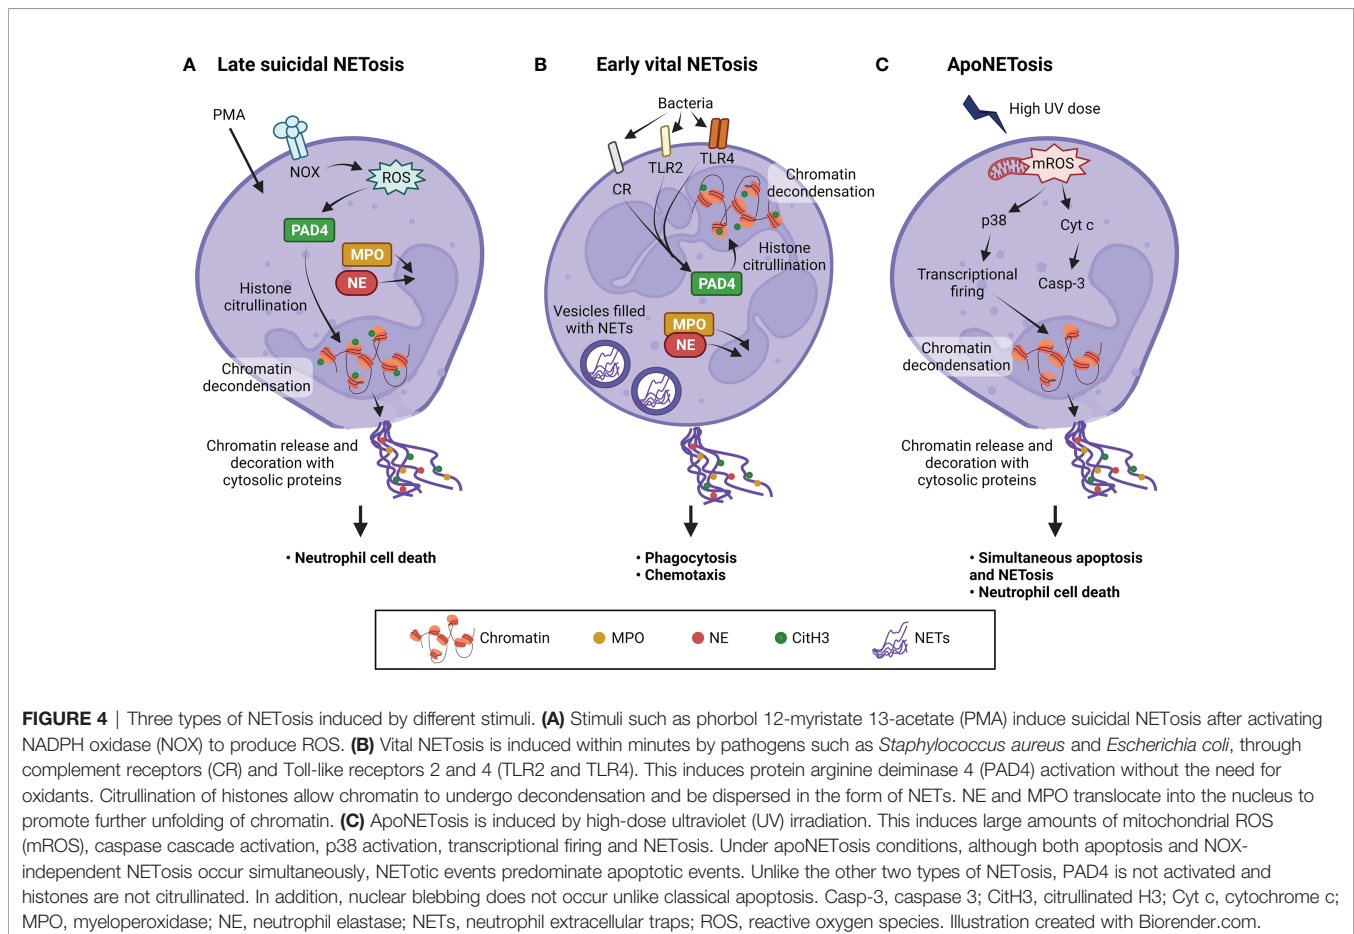 A Late suicidal NETosis
PMA
NOX
ROS
PAD4
MPO
NE
Histone
citrullination
Chromatin
decondensation
Chromatin release and
decoration with
cytosolic proteins
• Neutrophil cell death
B Early vital NETosis
Bacteria
CR
TLR2
TLR4
Chromatin
decondensation
Histone
citrullination
PAD4
Vesicles filled
with NETs
MPO
NE
• Phagocytosis
• Chemotaxis
C ApoNETosis
High UV dose
mROS
p38
Cyt c
Transcriptional
firing
Casp-3
Chromatin
decondensation
Chromatin release and
decoration with
cytosolic proteins
• Simultaneous apoptosis
and NETosis
• Neutrophil cell death
Chromatin MPO NE CitH3 NETs
FIGURE 4 | Three types of NETosis induced by different stimuli. (A) Stimuli such as phorbol 12-myristate 13-acetate (PMA) induce suicidal NETosis after activating
NADPH oxidase (NOX) to produce ROS. (B) Vital NETosis is induced within minutes by pathogens such as Staphylococcus aureus and Escherichia coli, through
complement receptors (CR) and Toll-like receptors 2 and 4 (TLR2 and TLR4). This induces protein arginine deiminase 4 (PAD4) activation without the need for
oxidants. Citrullination of histones allow chromatin to undergo decondensation and be dispersed in the form of NETs. NE and MPO translocate into the nucleus to
promote further unfolding of chromatin. (C) ApoNETosis is induced by high-dose ultraviolet (UV) irradiation. This induces large amounts of mitochondrial ROS
(mROS), caspase cascade activation, p38 activation, transcriptional firing and NETosis. Under apoNETosis conditions, although both apoptosis and NOX-
independent NETosis occur simultaneously, NETotic events predominate apoptotic events. Unlike the other two types of NETosis, PAD4 is not activated and
histones are not citrullinated. In addition, nuclear blebbing does not occur unlike classical apoptosis. Casp-3, caspase 3; CitH3, citrullinated H3; Cyt c, cytochrome c;
MPO, myeloperoxidase; NE, neutrophil elastase; NETs, neutrophil extracellular traps; ROS, reactive oxygen species. Illustration created with Biorender.com.